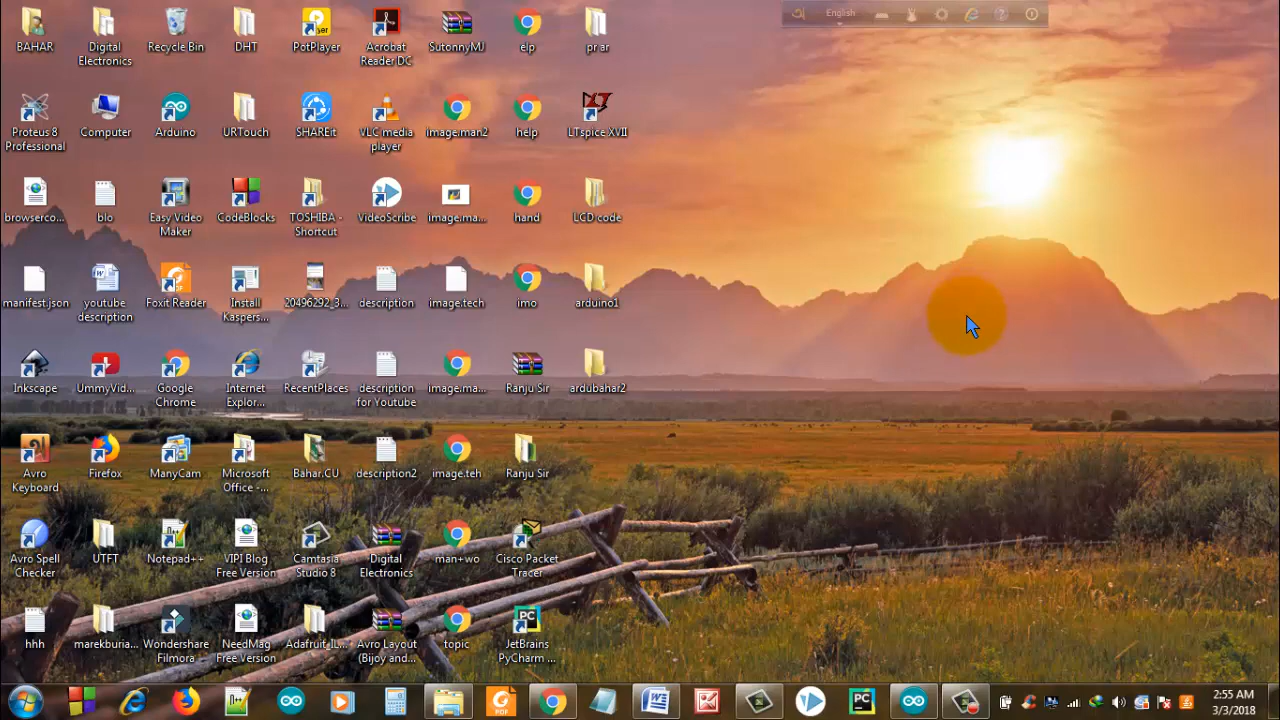 অ English
BAHAR
Digital
Electronics
Recycle Bin
DHT
PotPlayer
Acrobat
Reader DC
SutonnyMJ
elp
pr ar
Proteus 8
Professional
Computer
Arduino
URTouch
SHAREit
VLC media
player
image.man2
help
LTspice XVII
browserco...
blo
Easy Video
Maker
CodeBlocks
TOSHIBA -
Shortcut
VideoScribe
image.ma...
hand
LCD code
manifest.json
youtube
description
Foxit Reader
Install
Kaspers...
20496292_3...
description
image.tech
imo
arduino1
Inkscape
UmmyVid...
Google
Chrome
Internet
Explor...
RecentPlaces
description
for Youtube
image.ma...
Ranju Sir
ardubahar2
Avro
Keyboard
Firefox
ManyCam
Microsoft
Office - ...
Bahar.CU
description2
image.teh
Ranju Sir
Avro Spell
Checker
UTFT
Notepad++
VIPI Blog
Free Version
Camtasia
Studio 8
Digital
Electronics
man+wo
Cisco Packet
Tracer
hhh
marekburia...
Wondershare
Filmora
NeedMag
Free Version
Adafruit_IL...
Avro Layout
(Bijoy and...
topic
JetBrains
PyCharm ...
2:55 AM
3/3/2018